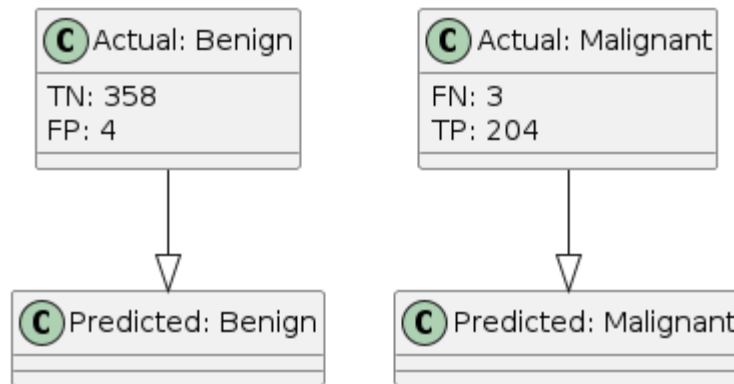 C Actual: Benign
TN: 358
FP: 4
C Actual: Malignant
FN: 3
TP: 204
C Predicted: Benign
C Predicted: Malignant